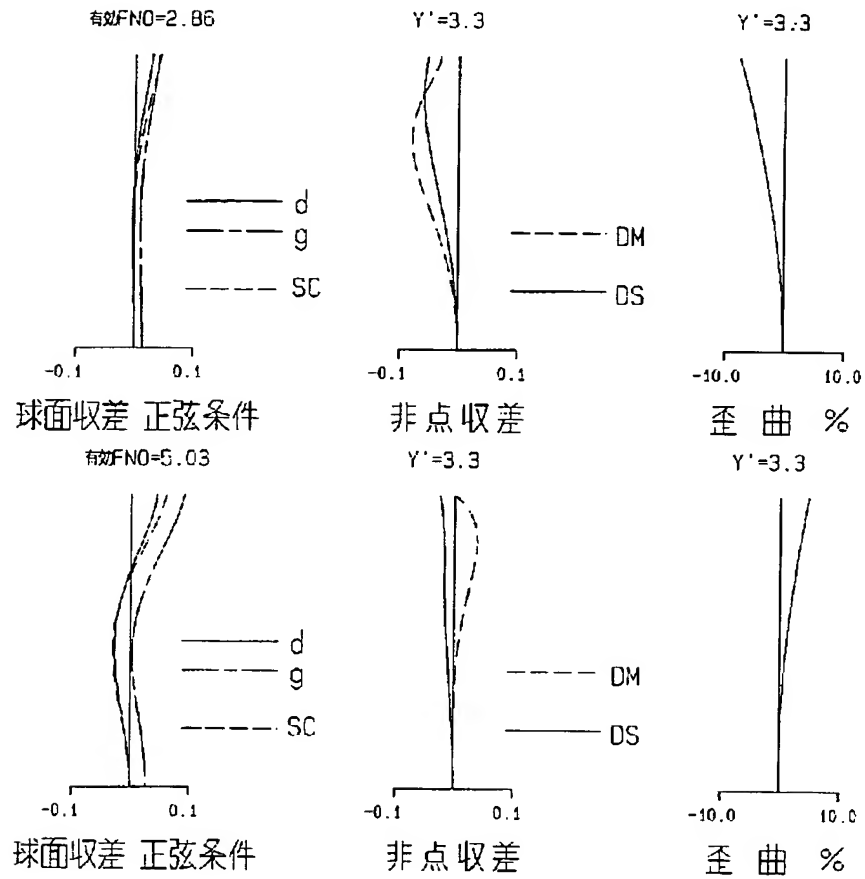 有効FNO=2.86
Y'=3.3
Y'=3.3
d
g
SC
DM
DS
-0.1 0.1
-0.1 0.1
-10.0 10.0
球面収差 正弦条件
非点収差
歪曲 %
有効FNO=5.03
Y'=3.3
Y'=3.3
d
g
SC
DM
DS
-0.1 0.1
-0.1 0.1
-10.0 10.0
球面収差 正弦条件
非点収差
歪曲 %